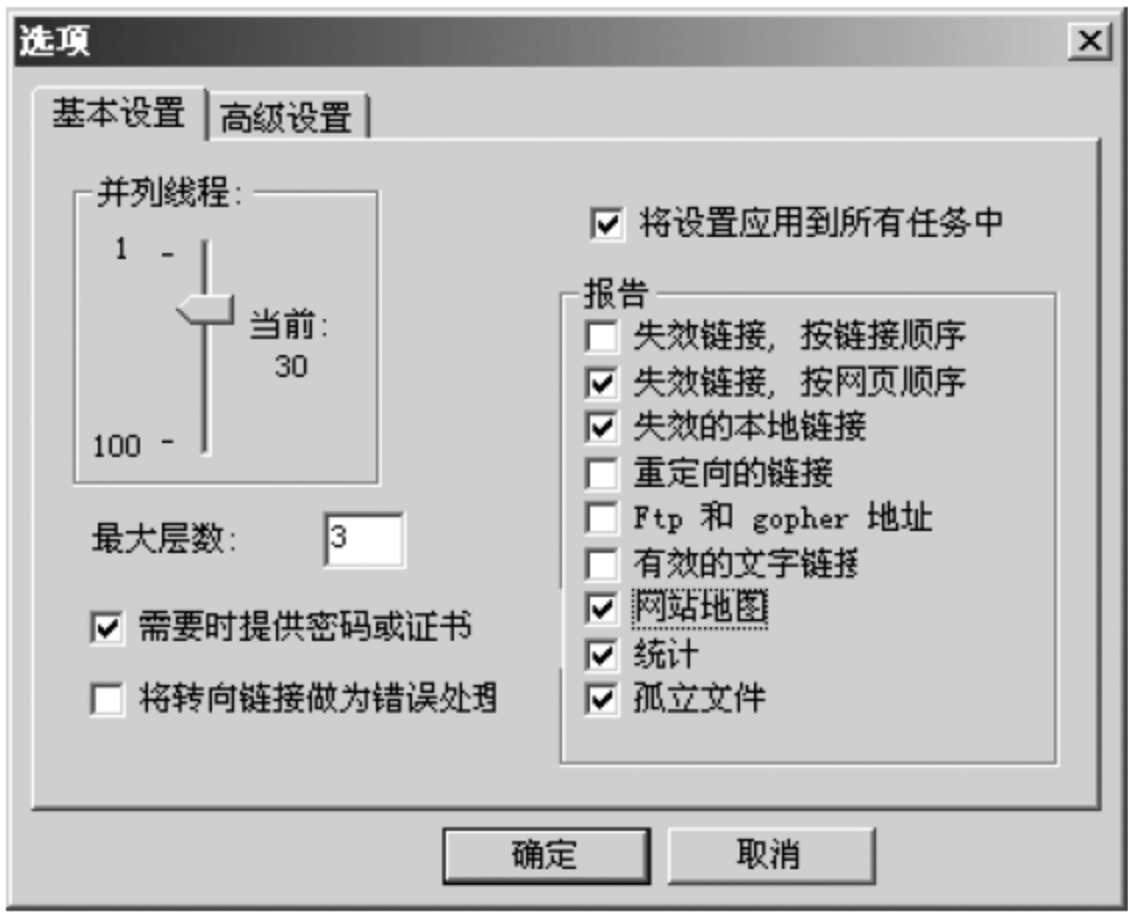 选项
基本设置 高级设置
并列线程:
1
当前:
30
100
最大层数: 3
需要时提供密码或证书
将转向链接做为错误处理
将设置应用到所有任务中
报告
失效链接, 按链接顺序
失效链接, 按网页顺序
失效的本地链接
重定向的链接
Ftp 和 gopher 地址
有效的文字链接
网站地图
统计
孤立文件
确定 取消